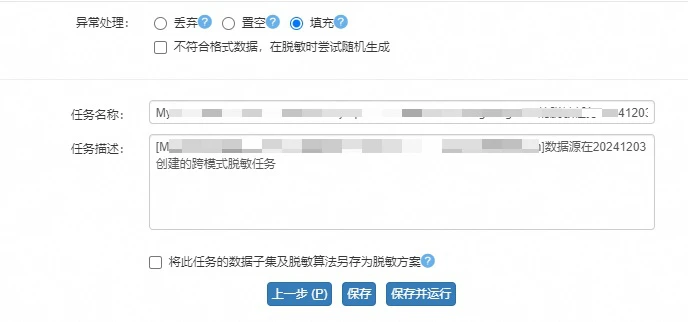 异常处理： 丢弃? 置空? 填充?
不符合格式数据，在脱敏时尝试随机生成
任务名称： My 41203
任务描述： [M ]数据源在20241203
创建的跨模式脱敏任务
将此任务的数据子集及脱敏算法另存为脱敏方案?
上一步 (P) 保存 保存并运行